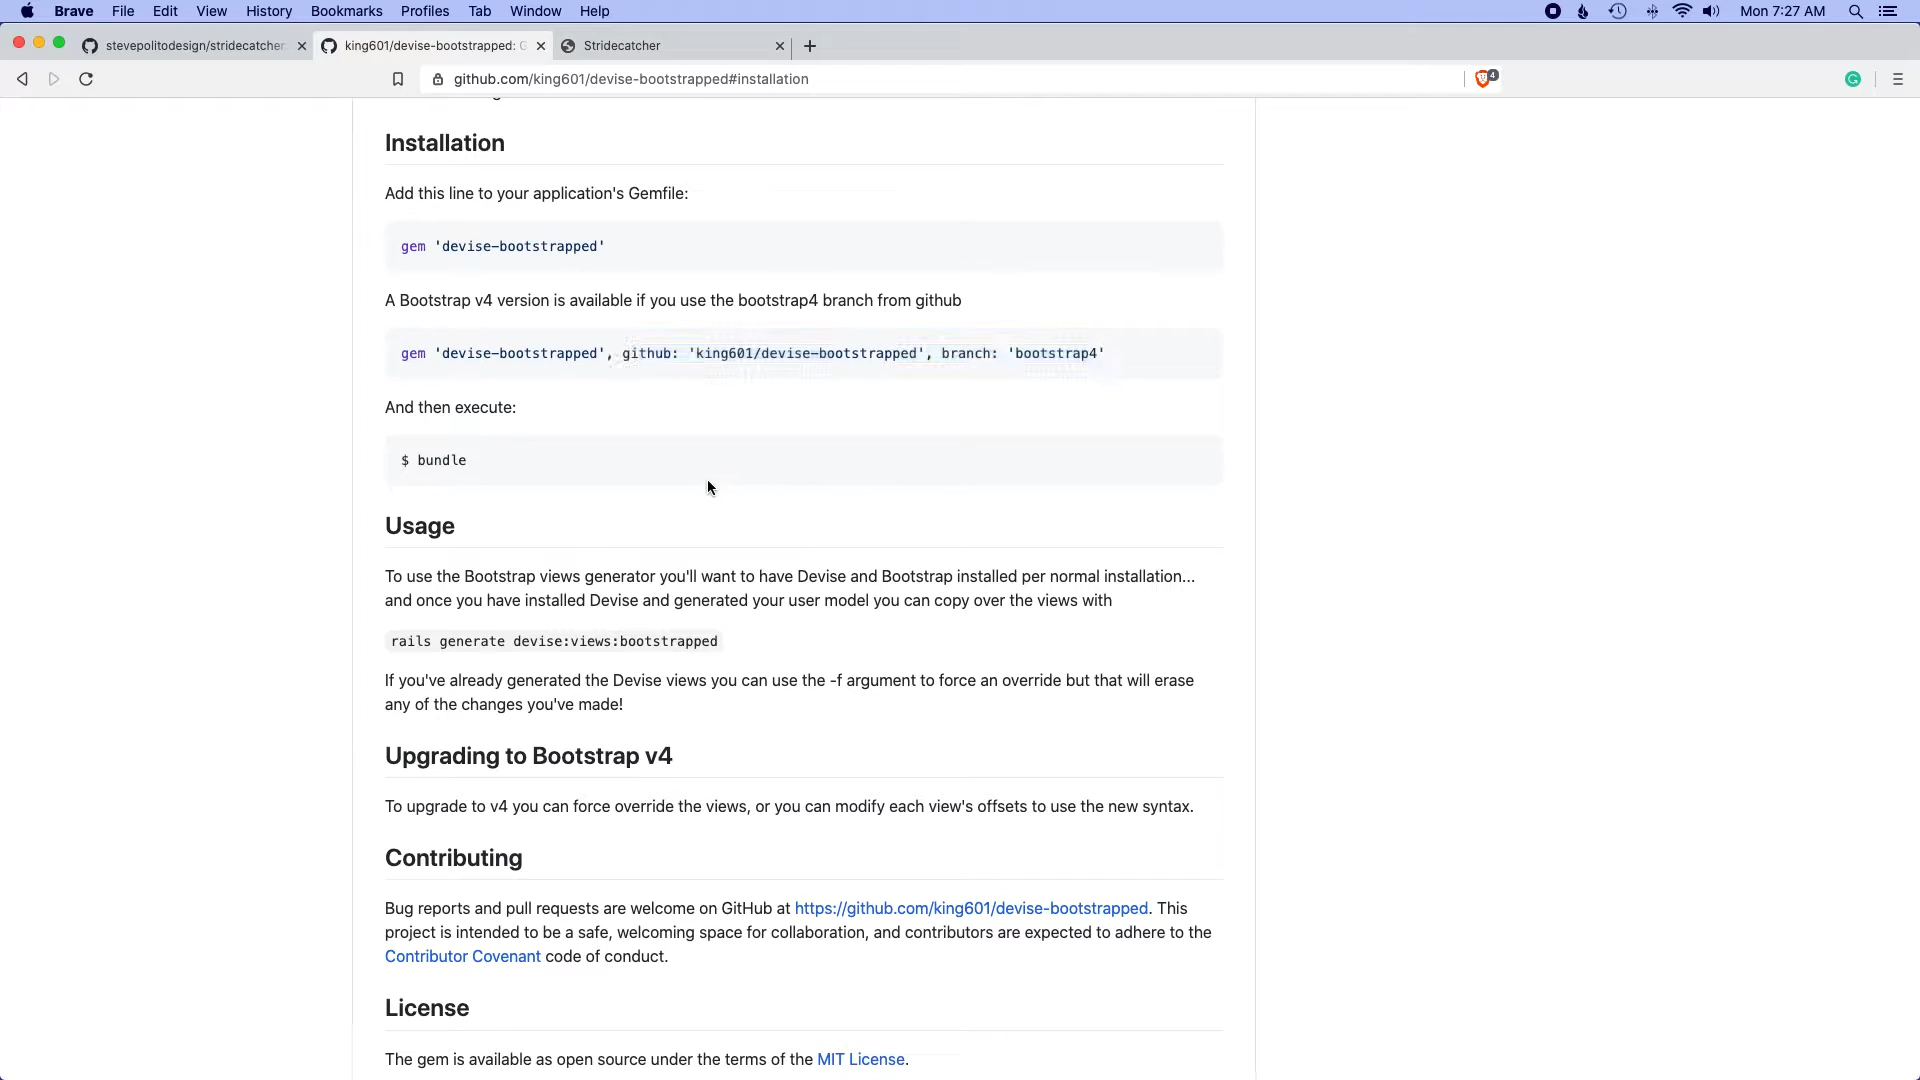 Brave File Edit View History Bookmarks Profiles Tab Window Help Mon 7:27 AM
stevepolitodesign/stridecatcher king601/devise-bootstrapped: G Stridecatcher
github.com/king601/devise-bootstrapped#installation 4
Installation
Add this line to your application's Gemfile:
gem 'devise-bootstrapped'
A Bootstrap v4 version is available if you use the bootstrap4 branch from github
gem 'devise-bootstrapped', github: 'king601/devise-bootstrapped', branch: 'bootstrap4'
And then execute:
$ bundle
Usage
To use the Bootstrap views generator you'll want to have Devise and Bootstrap installed per normal installation...
and once you have installed Devise and generated your user model you can copy over the views with
rails generate devise:views:bootstrapped
If you've already generated the Devise views you can use the -f argument to force an override but that will erase
any of the changes you've made!
Upgrading to Bootstrap v4
To upgrade to v4 you can force override the views, or you can modify each view's offsets to use the new syntax.
Contributing
Bug reports and pull requests are welcome on GitHub at https://github.com/king601/devise-bootstrapped. This
project is intended to be a safe, welcoming space for collaboration, and contributors are expected to adhere to the
Contributor Covenant code of conduct.
License
The gem is available as open source under the terms of the MIT License.